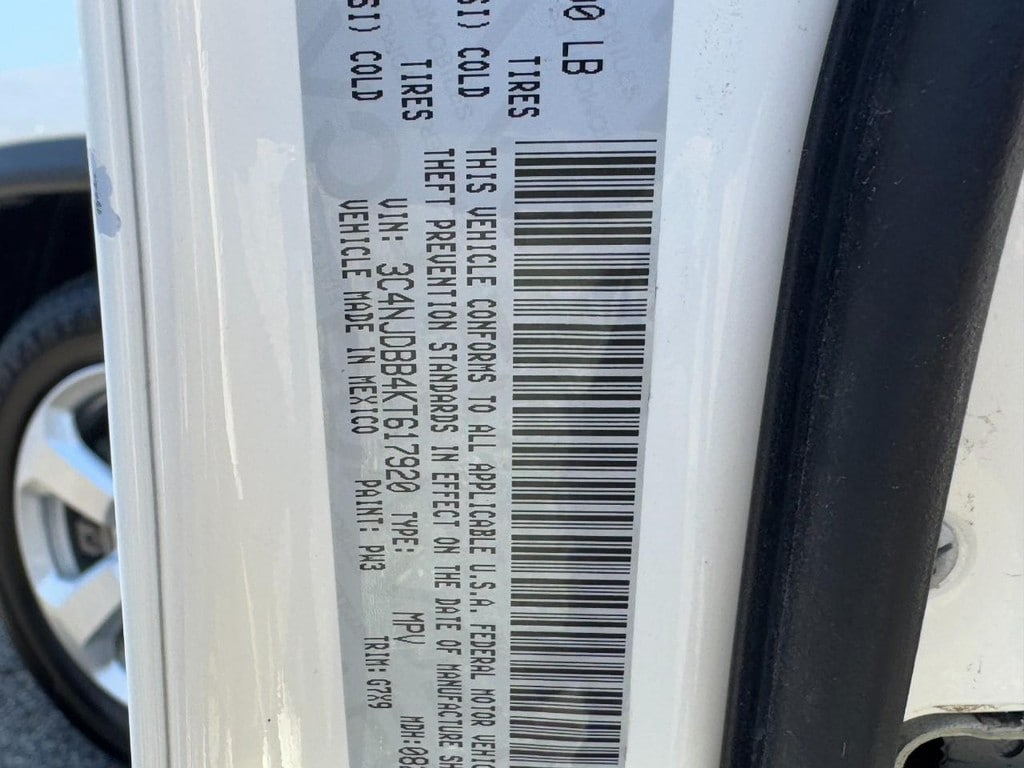 00 LB
TIRES
SI) COLD
TIRES
SI) COLD
THIS VEHICLE CONFORMS TO ALL APPLICABLE U.S.A. FEDERAL MOTOR VEHIC
THEFT PREVENTION STANDARDS IN EFFECT ON THE DATE OF MANUFACTURE SH
VIN: 3C4NJDBB4KT617920 TYPE: MPV
VEHICLE MADE IN MEXICO PAINT: PW3 TRIM: G7X9 MDH:08